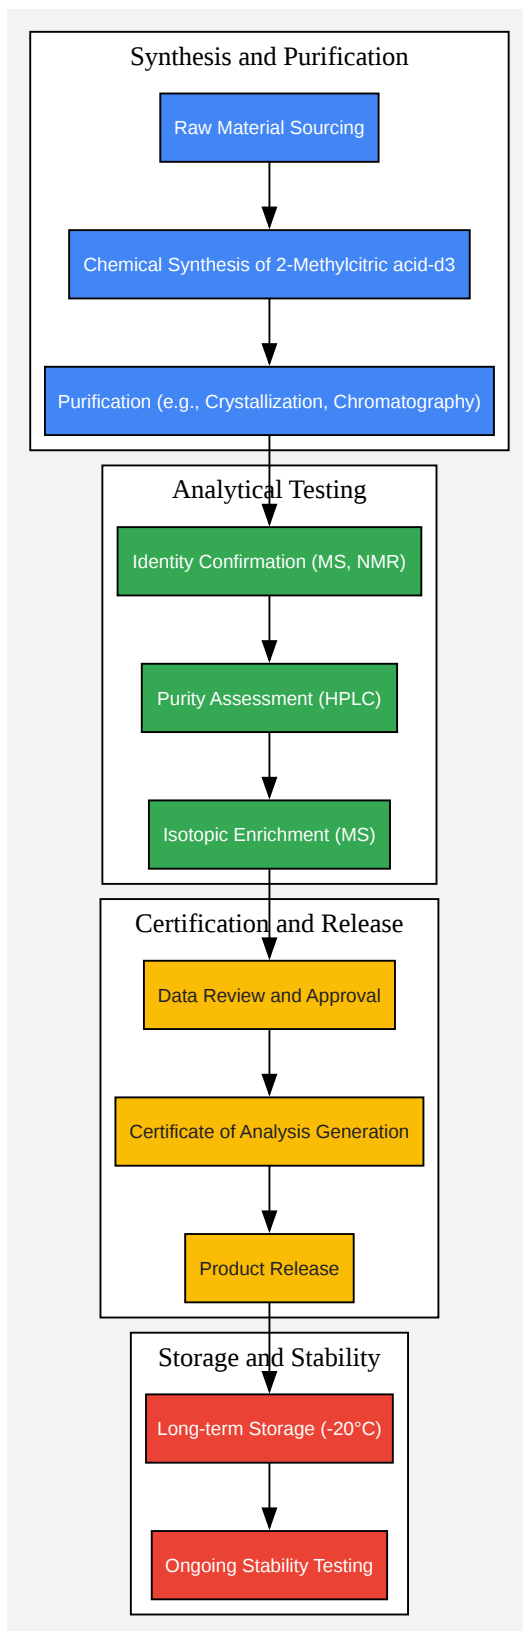 Synthesis and Purification
Raw Material Sourcing
Chemical Synthesis of 2-Methylcitric acid-d3
Purification (e.g., Crystallization, Chromatography)
Analytical Testing
Identity Confirmation (MS, NMR)
Purity Assessment (HPLC)
Isotopic Enrichment (MS)
Certification and Release
Data Review and Approval
Certificate of Analysis Generation
Product Release
Storage and Stability
Long-term Storage (-20°C)
Ongoing Stability Testing